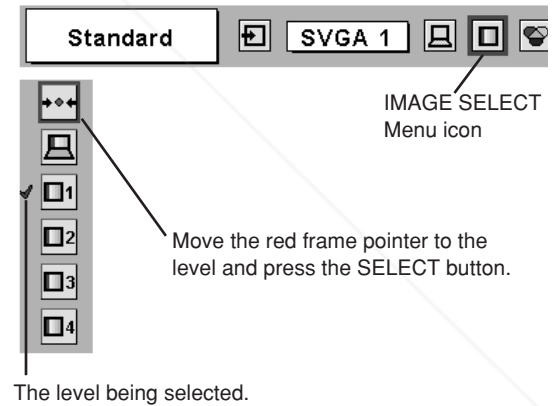 Standard
SVGA 1
IMAGE SELECT
Menu icon
1
2
3
4
Move the red frame pointer to the
level and press the SELECT button.
The level being selected.